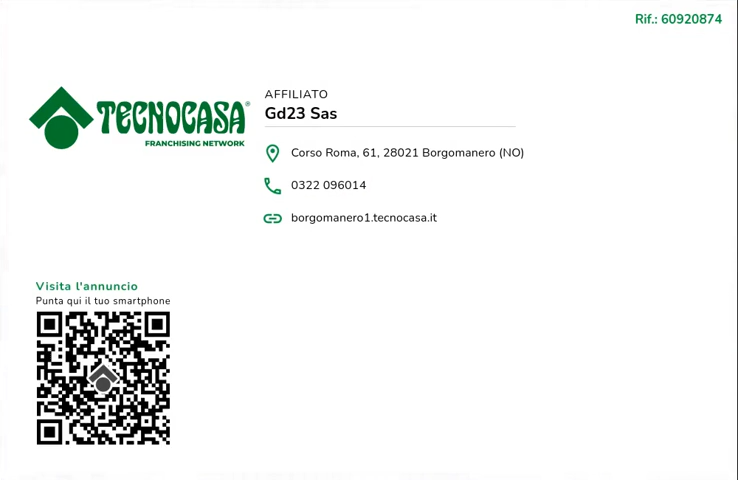 Rif.: 60920874
TECNOCASA®
FRANCHISING NETWORK
AFFILIATO
Gd23 Sas
Corso Roma, 61, 28021 Borgomanero (NO)
0322 096014
borgomanero1.tecnocasa.it
Visita l'annuncio
Punta qui il tuo smartphone